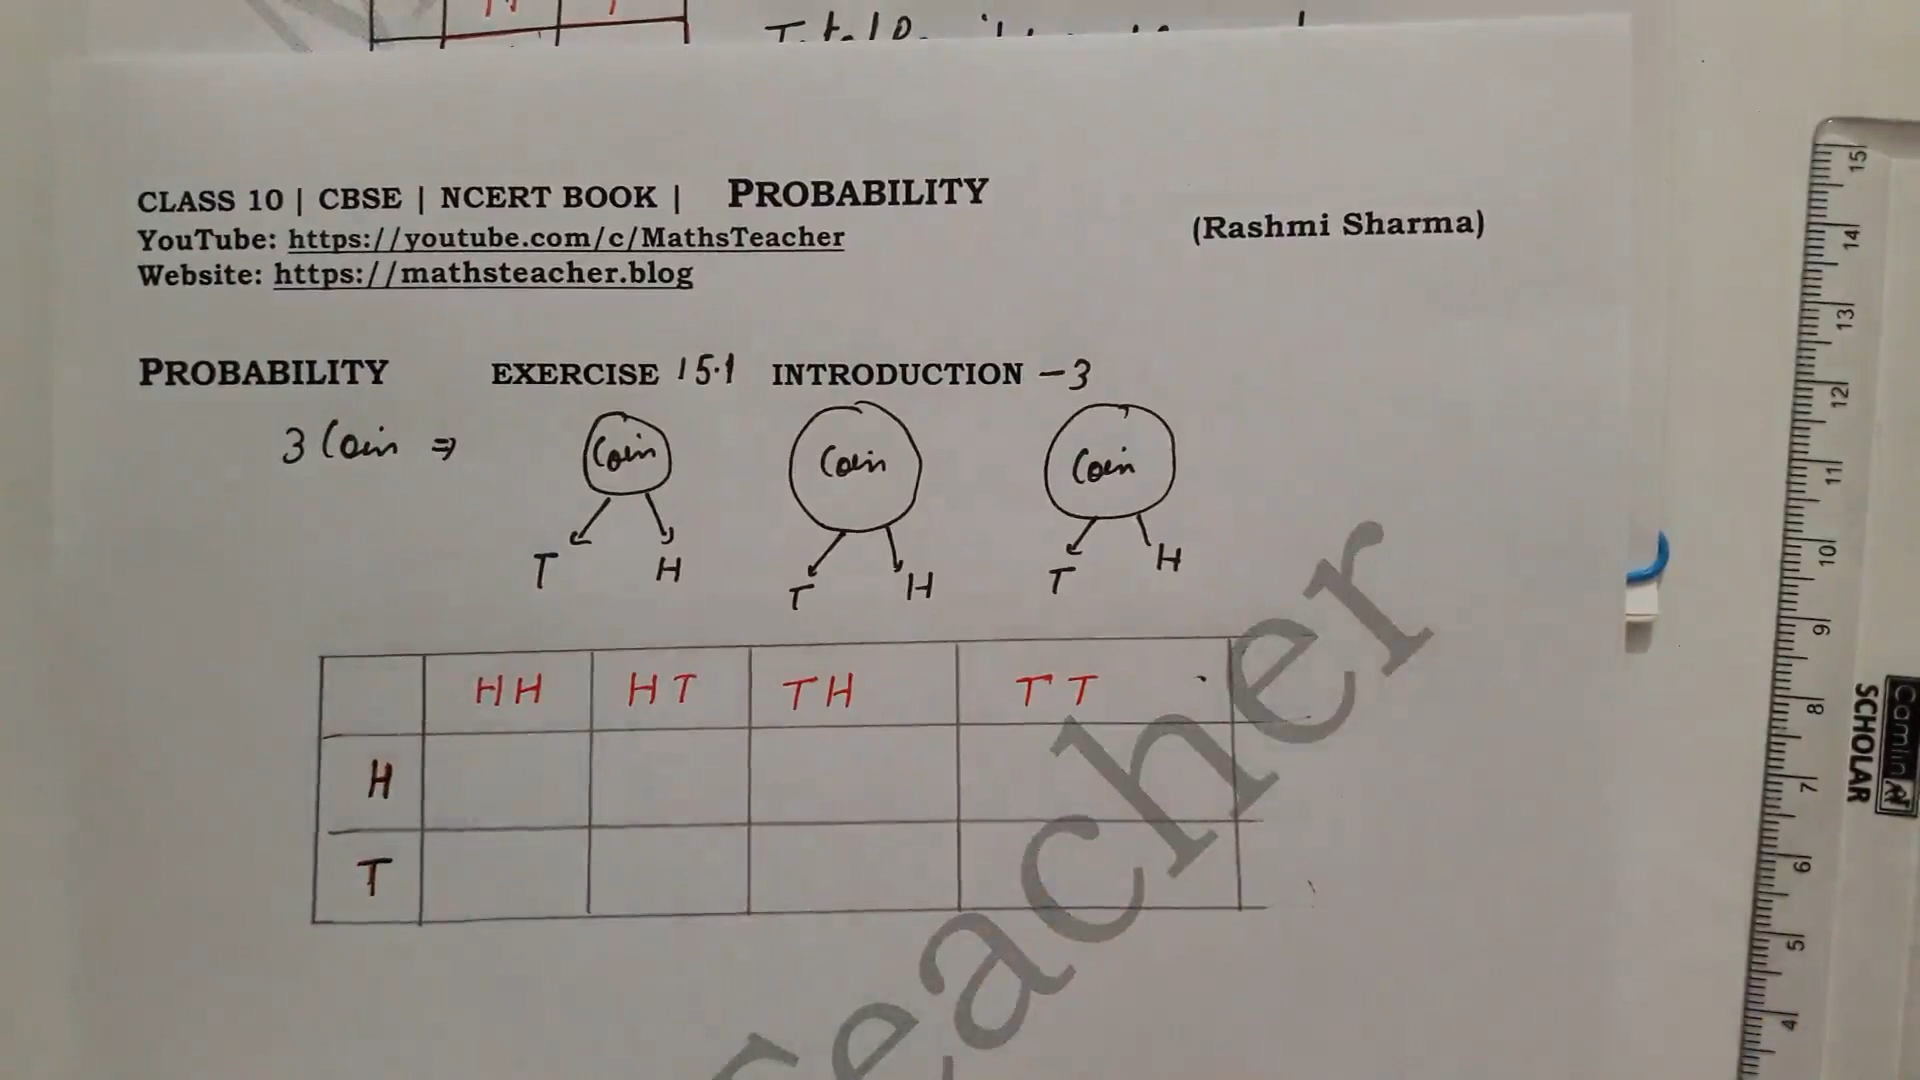 CLASS 10 | CBSE | NCERT BOOK | PROBABILITY
(Rashmi Sharma)
YouTube: https://youtube.com/c/MathsTeacher
Website: https://mathsteacher.blog
PROBABILITY EXERCISE 15.1 INTRODUCTION -3
3 Coin ⇒ Coin Coin Coin
T H T H T H
HH HT TH TT
H
T
Teacher
15 14 13 12 11 10 9 8 7 6 5 4
Camlin
SCHOLAR